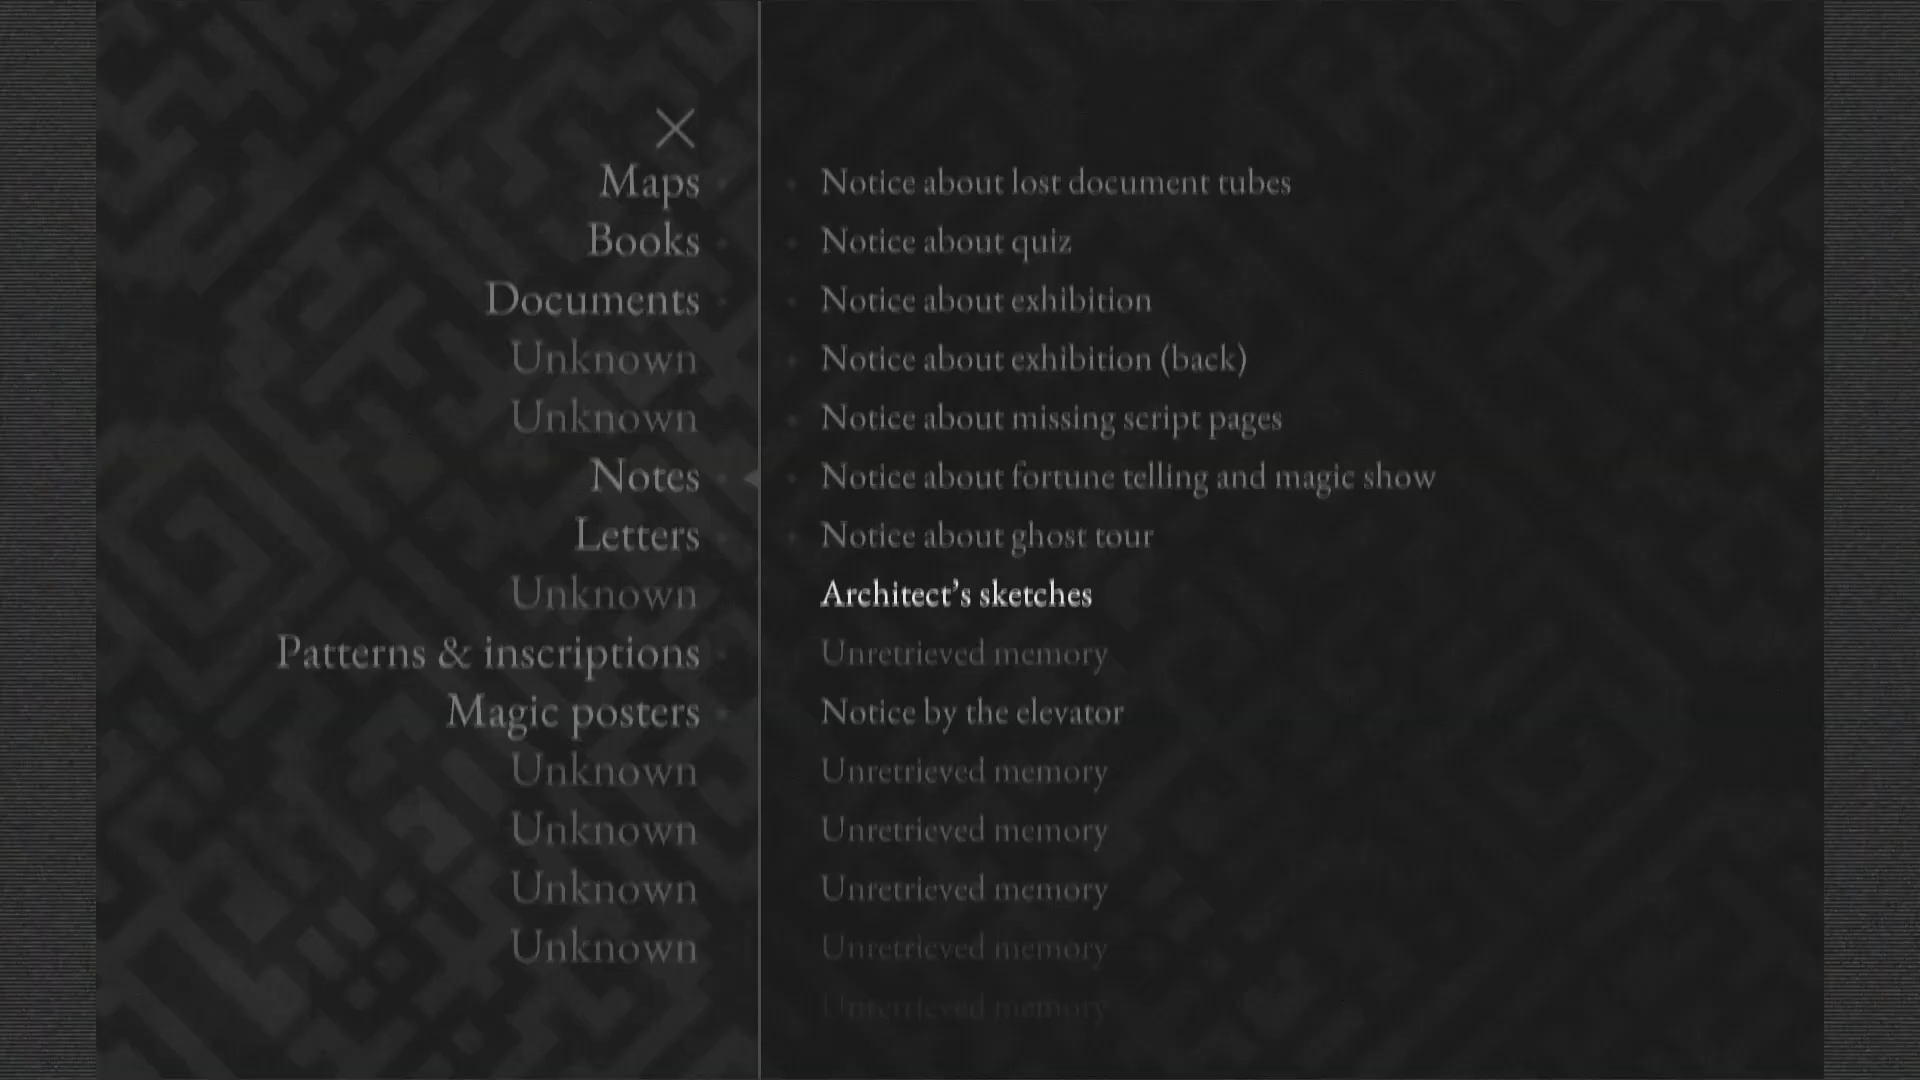 Maps
Books
Documents
Unknown
Unknown
Notes
Letters
Unknown
Patterns & inscriptions
Magic posters
Unknown
Unknown
Unknown
Unknown
Notice about lost document tubes
Notice about quiz
Notice about exhibition
Notice about exhibition (back)
Notice about missing script pages
Notice about fortune telling and magic show
Notice about ghost tour
Architect's sketches
Unretrieved memory
Notice by the elevator
Unretrieved memory
Unretrieved memory
Unretrieved memory
Unretrieved memory
Unretrieved memory